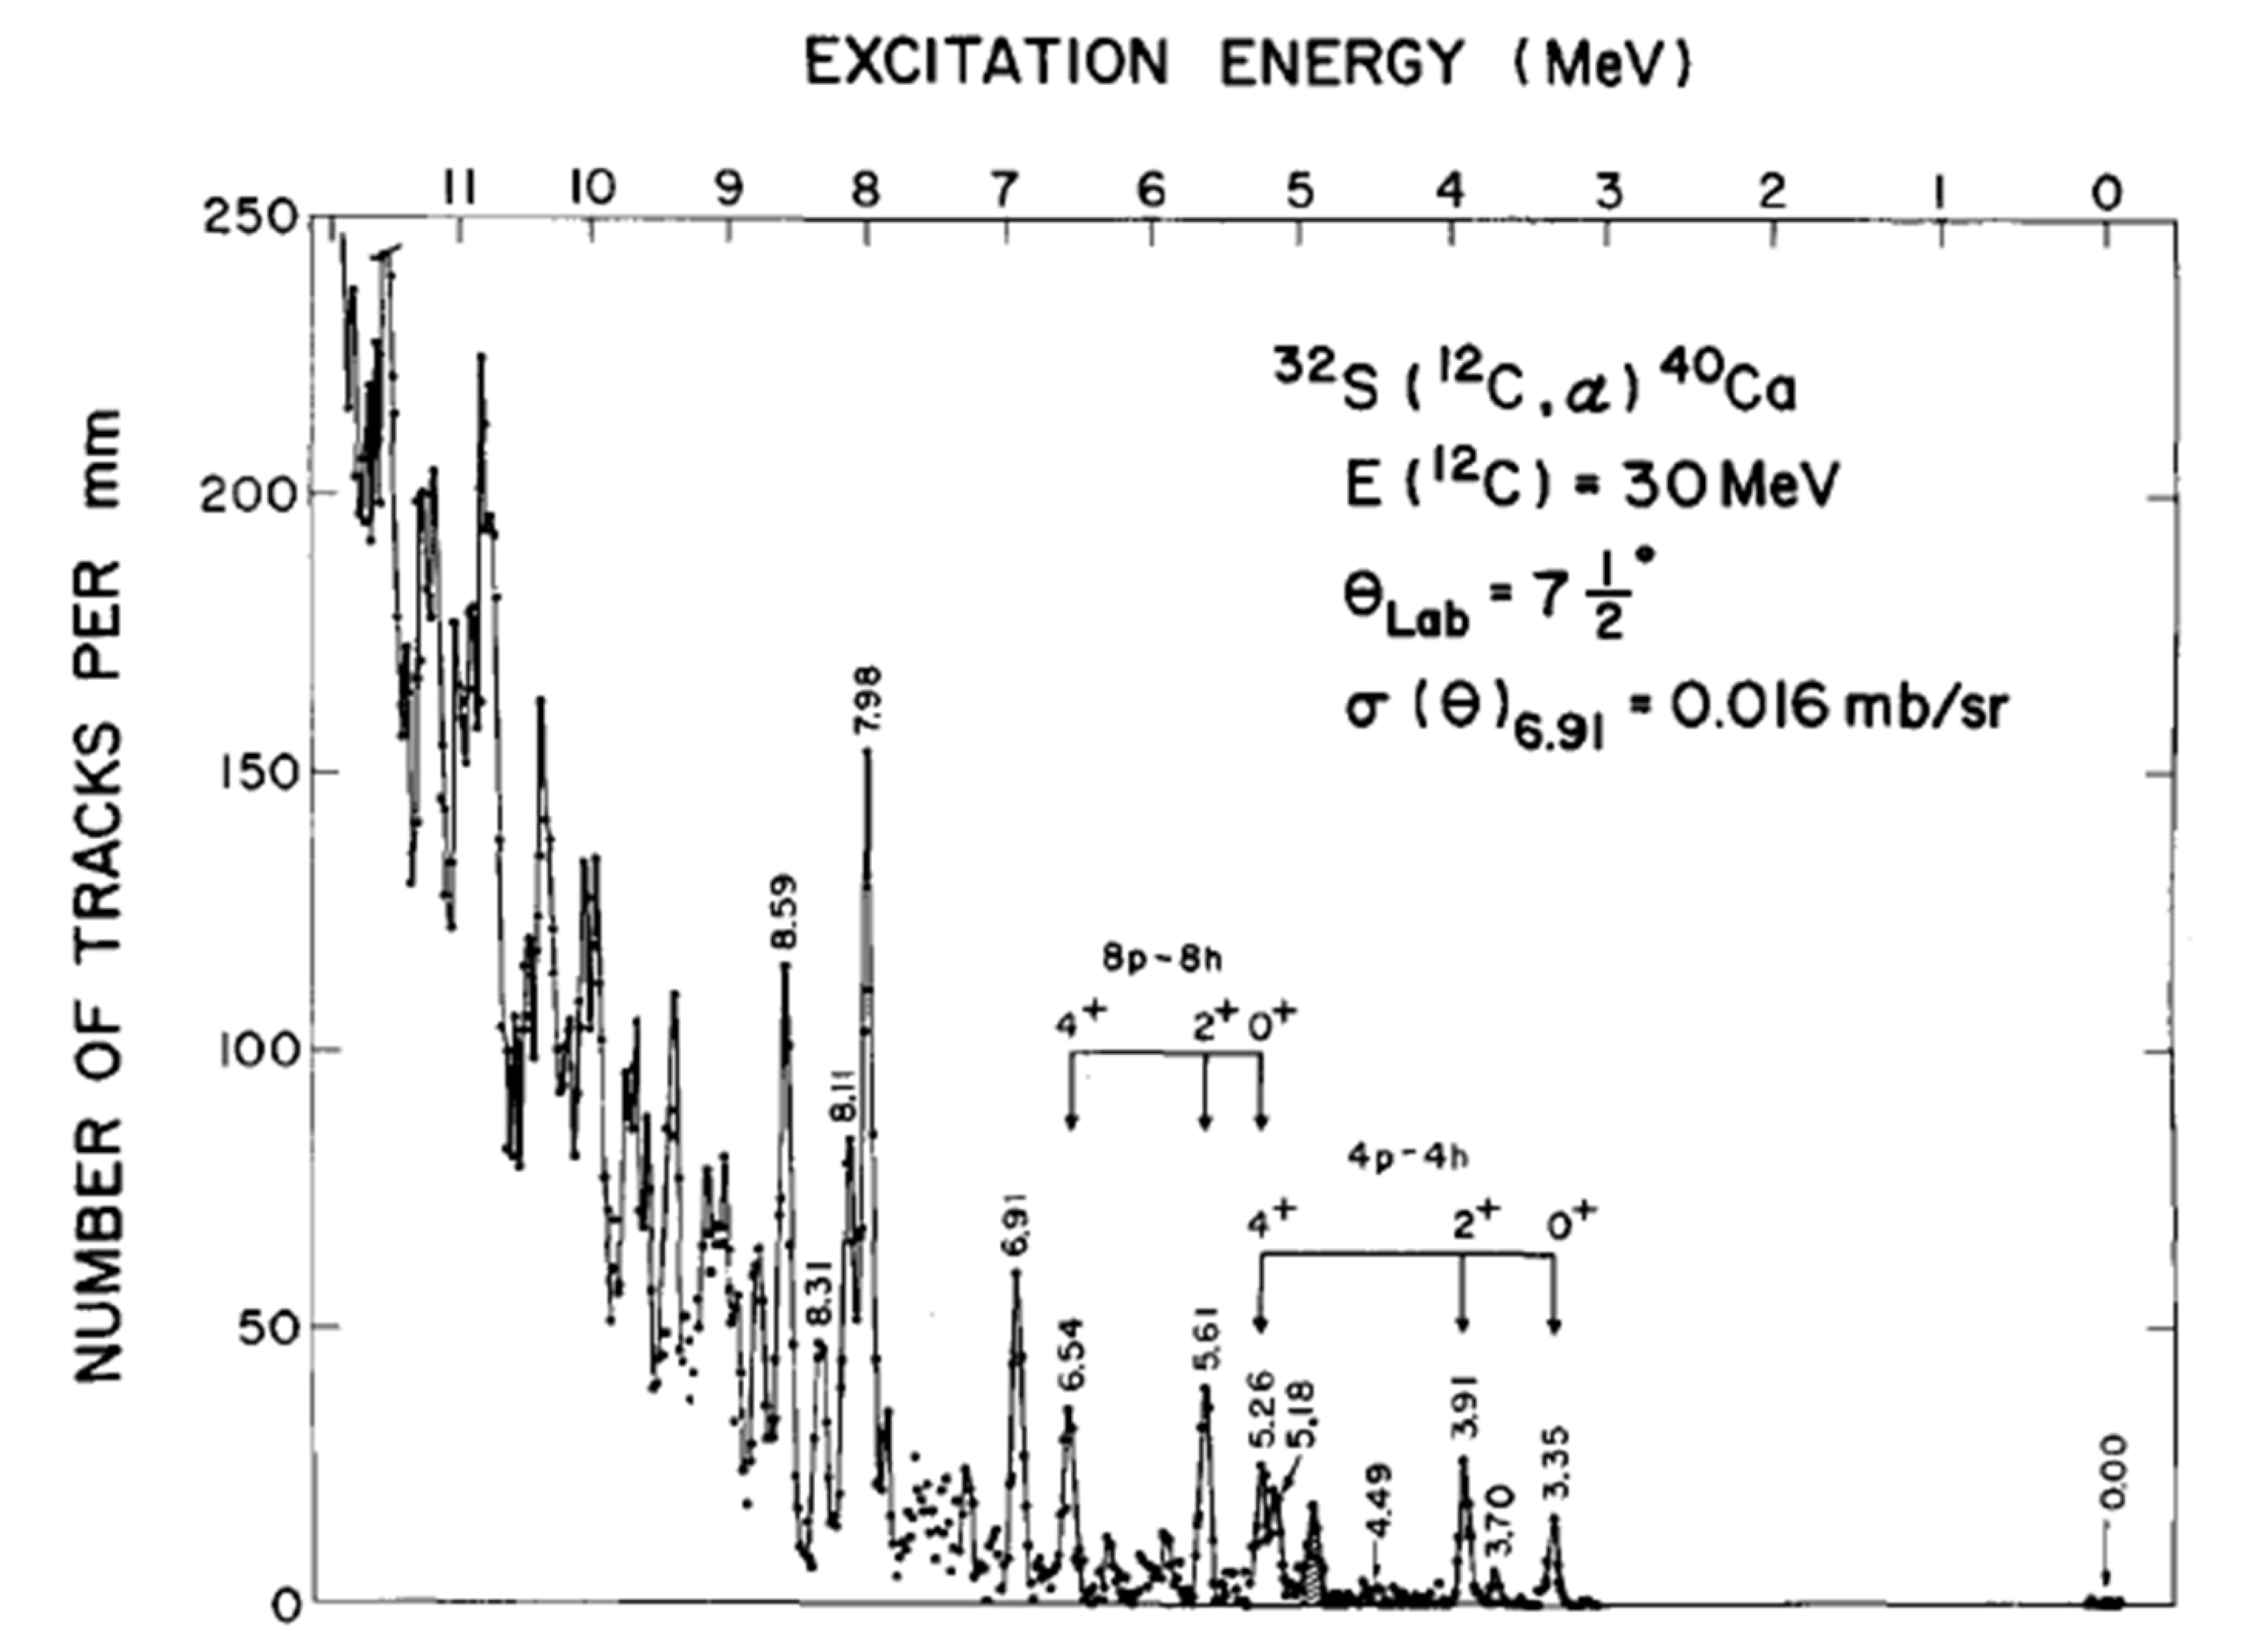 EXCITATION ENERGY (MeV)
11 10 9 8 7 6 5 4 3 2 1 0
250
200
150
100
50
0
NUMBER OF TRACKS PER mm
³²S (¹²C, α) ⁴⁰Ca
E (¹²C) = 30 MeV
θLab = 7 1/2°
σ (θ)6.91 = 0.016 mb/sr
7.98
8.59
8p-8h
4⁺ 2⁺ 0⁺
8.11
4p-4h
4⁺ 2⁺ 0⁺
6.91
8.31
6.54
5.61
5.26
5.18
4.49
3.91
3.70
3.35
0.00